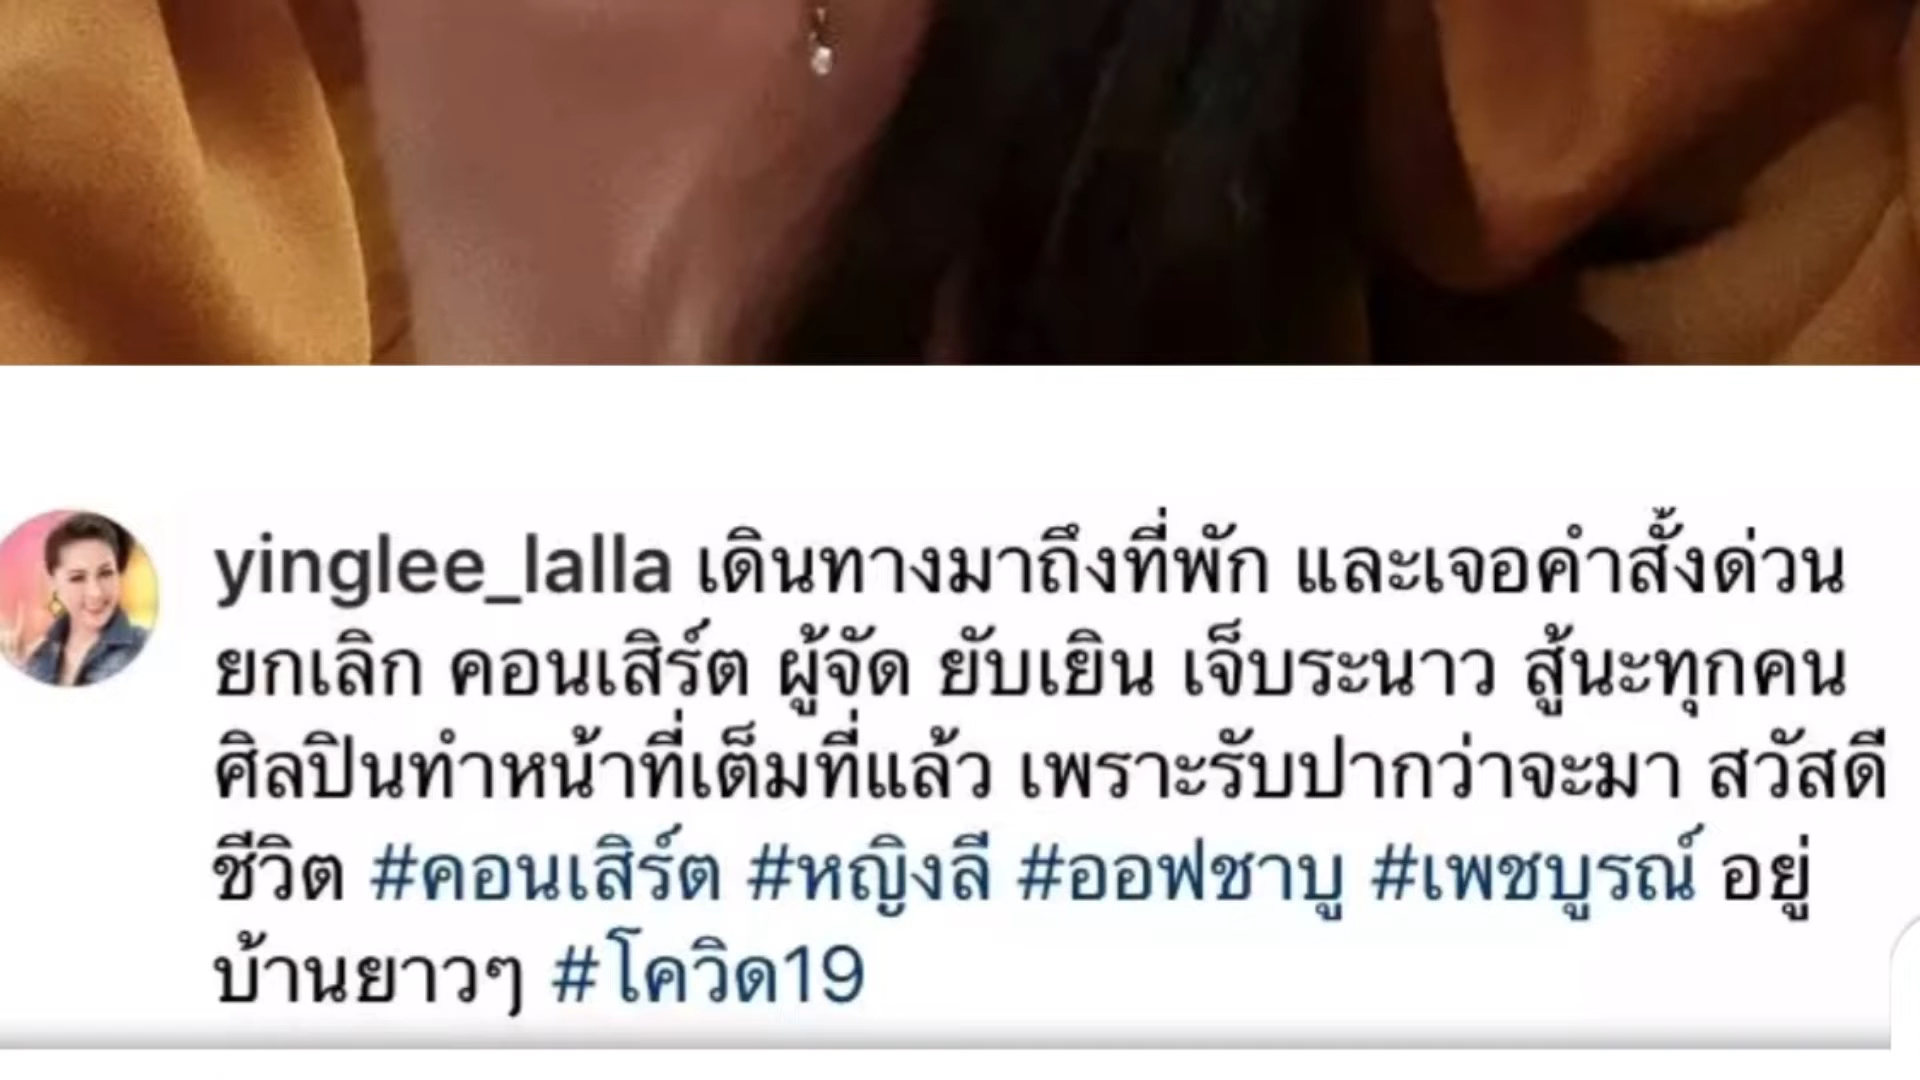 yinglee_lalla เดินทางมาถึงที่พัก และเจอคำสั้งด่วน
ยกเลิก คอนเสิร์ต ผู้จัด ยับเยิน เจ็บระนาว สู้นะทุกคน
ศิลปินทำหน้าที่เต็มที่แล้ว เพราะรับปากว่าจะมา สวัสดี
ชีวิต #คอนเสิร์ต #หญิงลี #ออฟชาบู #เพชบูรณ์ อยู่
บ้านยาวๆ #โควิด19